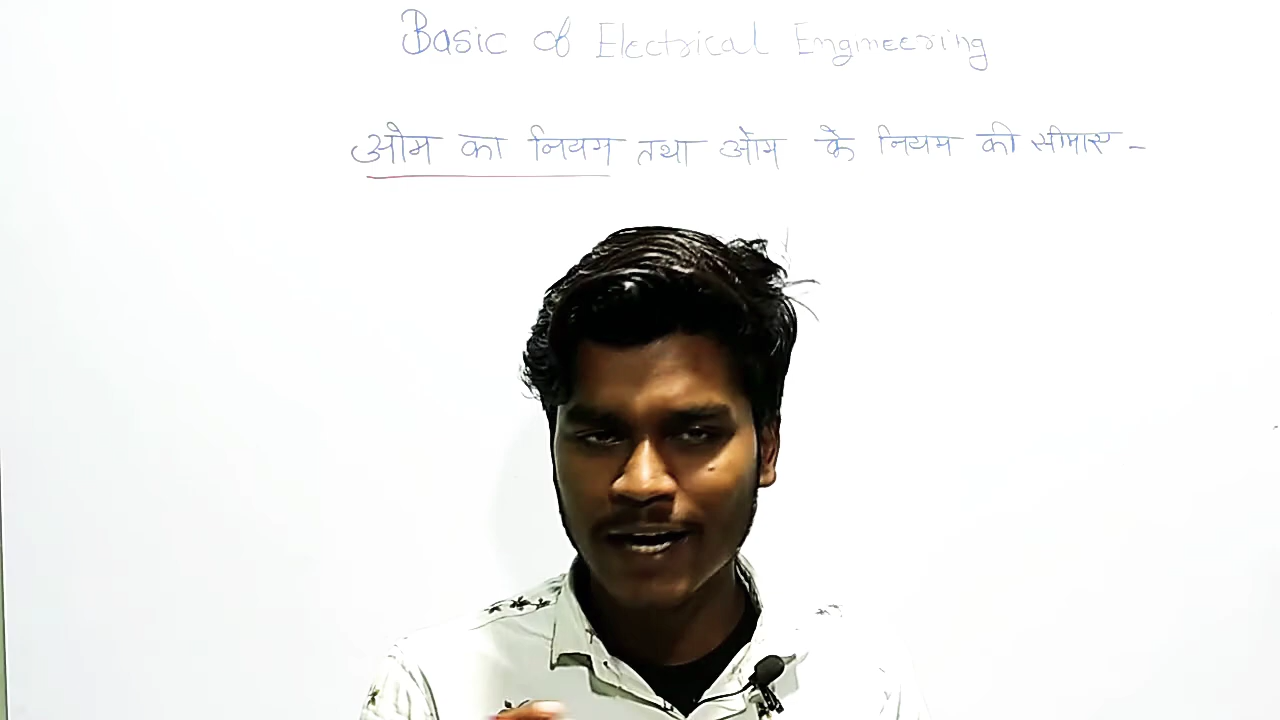 Basic of Electrical Engineering
ओम का नियम तथा ओम के नियम की सीमाएं -